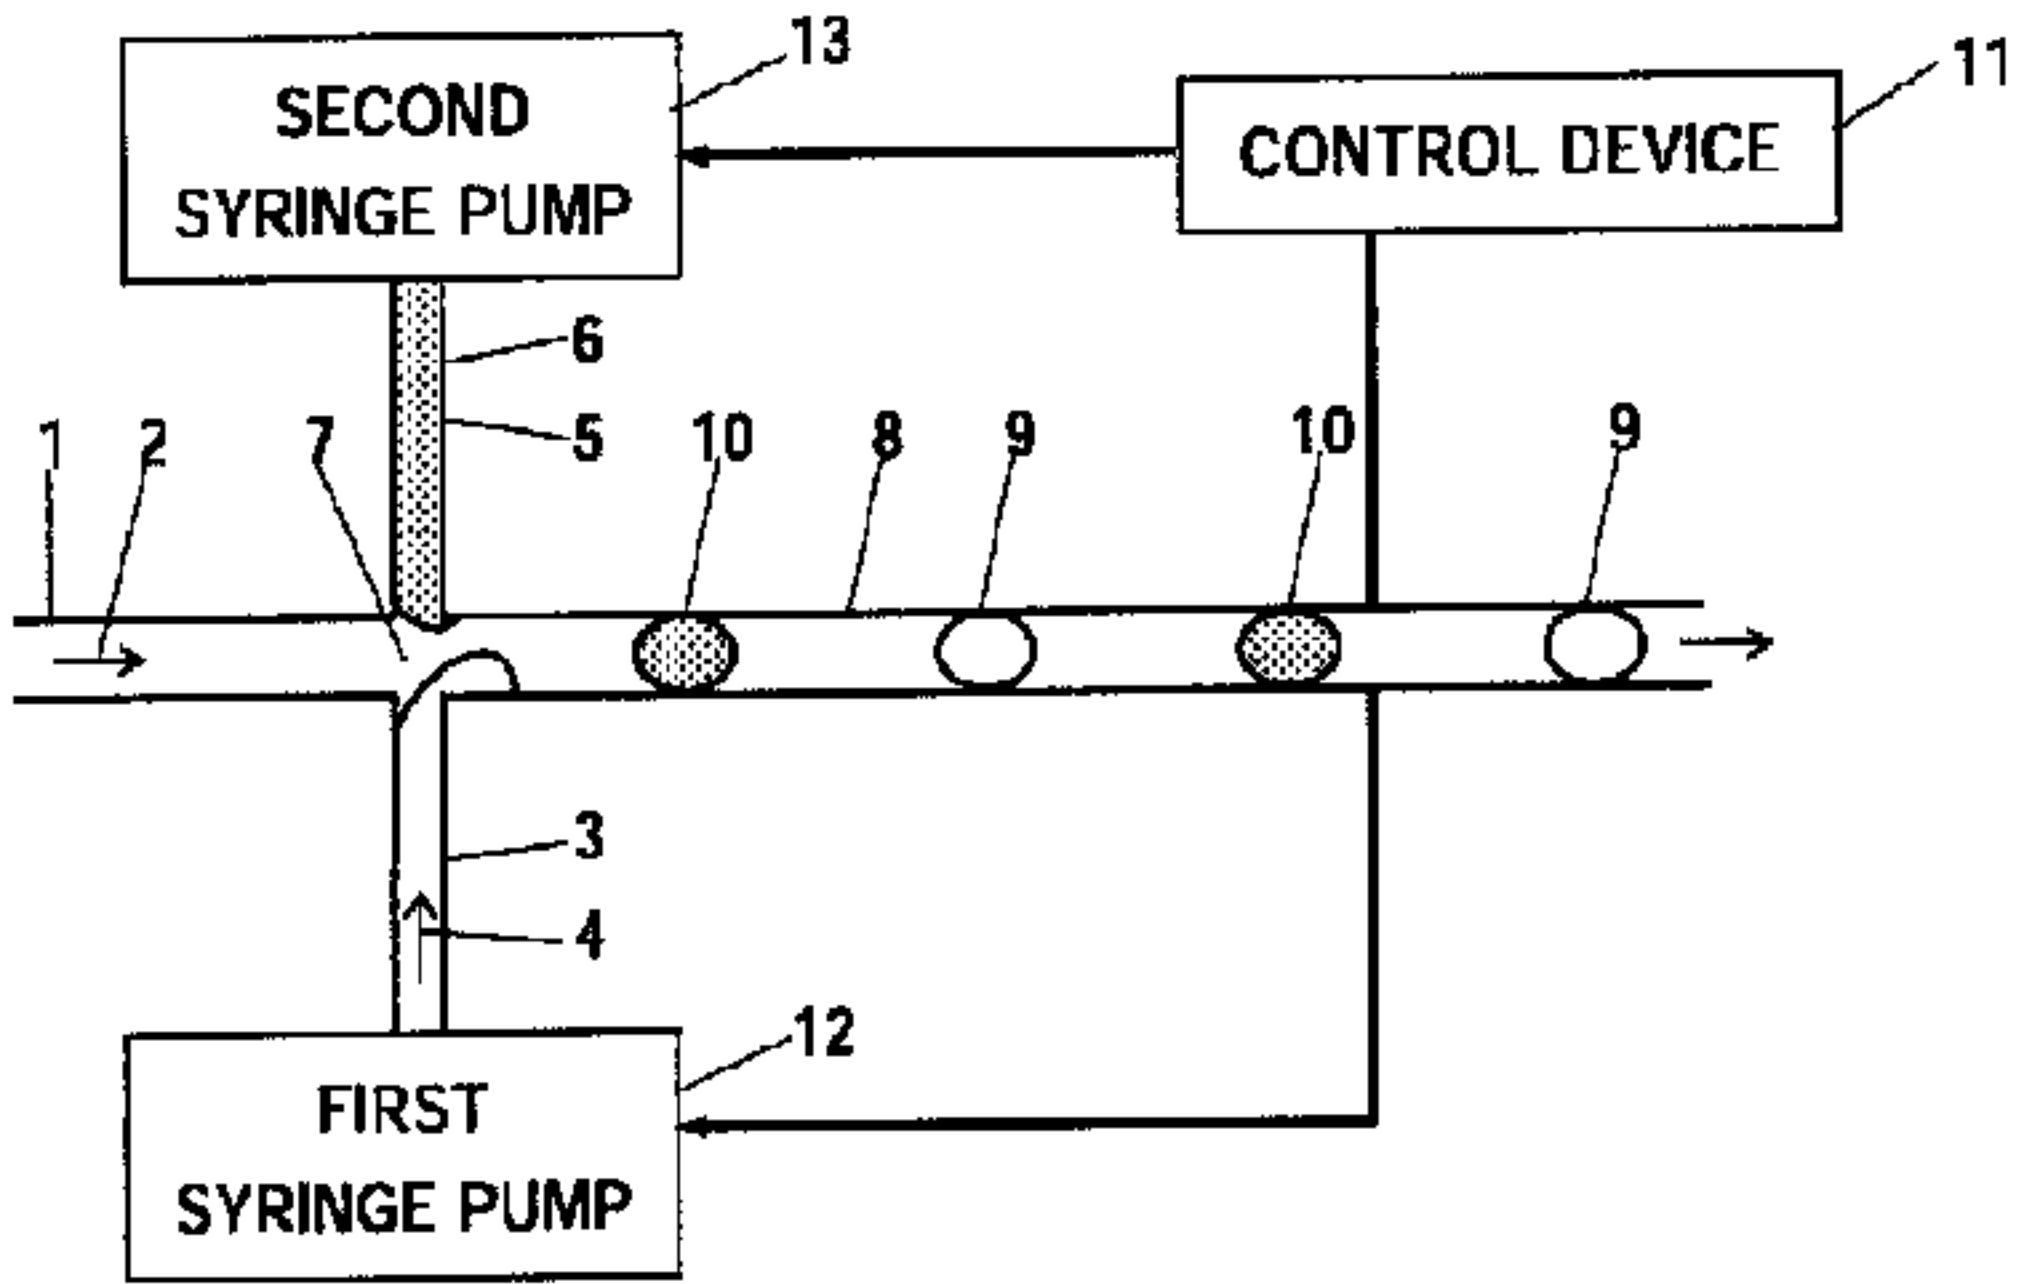 13
11
SECOND
SYRINGE PUMP
CONTROL DEVICE
6
1 2 7 5 10 8 9 10 9
3
4
12
FIRST
SYRINGE PUMP